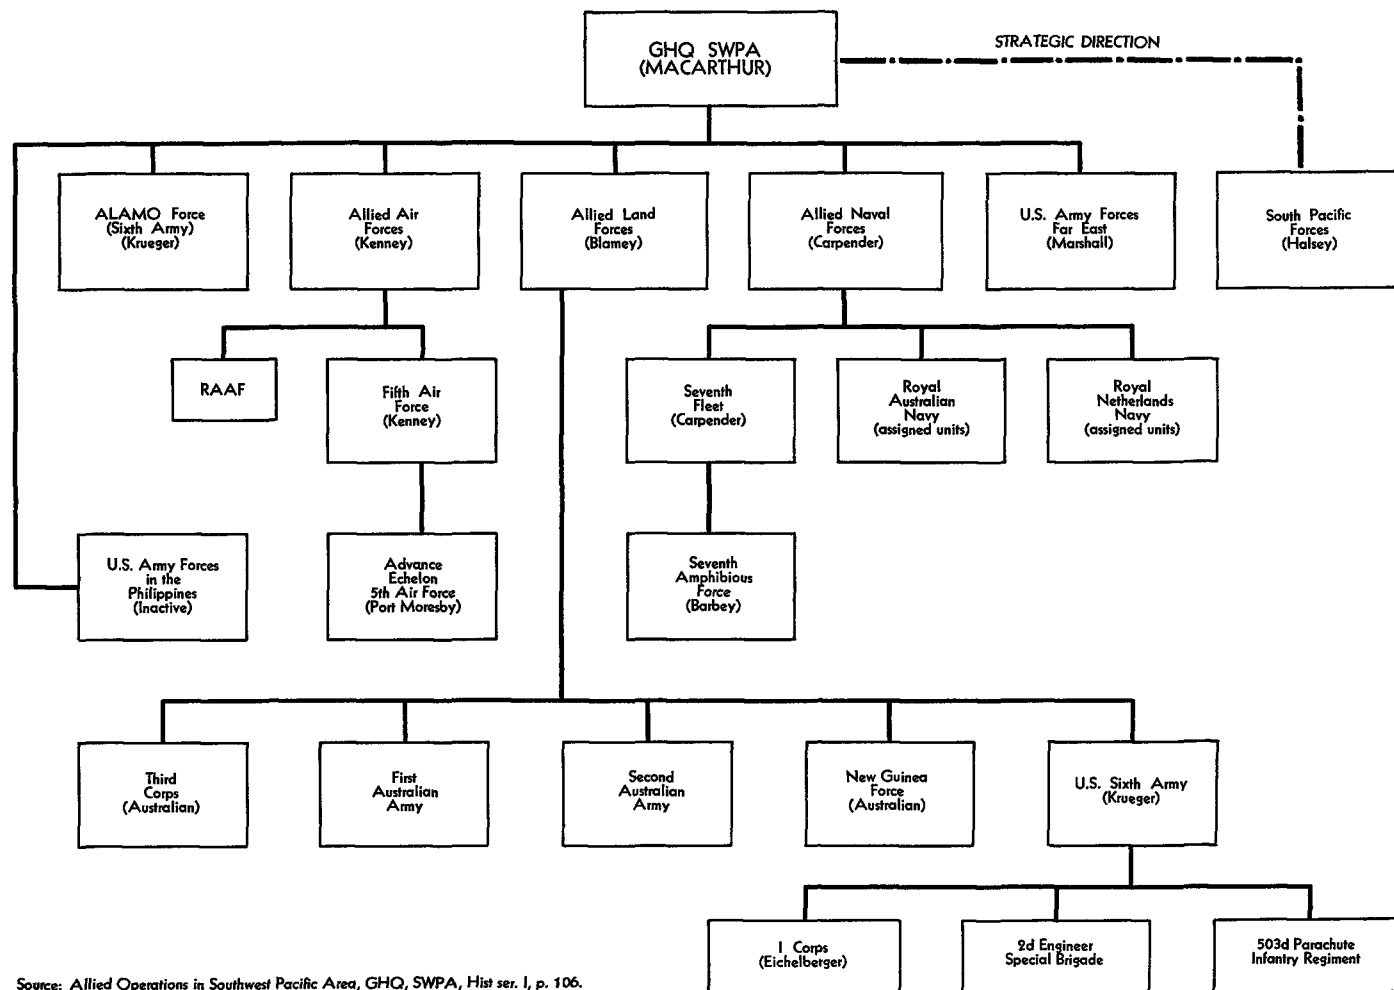 GHQ SWPA
(MACARTHUR)
STRATEGIC DIRECTION
ALAMO Force
(Sixth Army)
(Krueger)
Allied Air
Forces
(Kenney)
Allied Land
Forces
(Blamey)
Allied Naval
Forces
(Carpender)
U.S. Army Forces
Far East
(Marshall)
South Pacific
Forces
(Halsey)
RAAF
Fifth Air
Force
(Kenney)
Seventh
Fleet
(Carpender)
Royal
Australian
Navy
(assigned units)
Royal
Netherlands
Navy
(assigned units)
U.S. Army Forces
in the
Philippines
(Inactive)
Advance
Echelon
5th Air Force
(Port Moresby)
Seventh
Amphibious
Force
(Barbey)
Third
Corps
(Australian)
First
Australian
Army
Second
Australian
Army
New Guinea
Force
(Australian)
U.S. Sixth Army
(Krueger)
I Corps
(Eichelberger)
2d Engineer
Special Brigade
503d Parachute
Infantry Regiment
Source: Allied Operations in Southwest Pacific Area, GHQ, SWPA, Hist ser. I, p. 106.